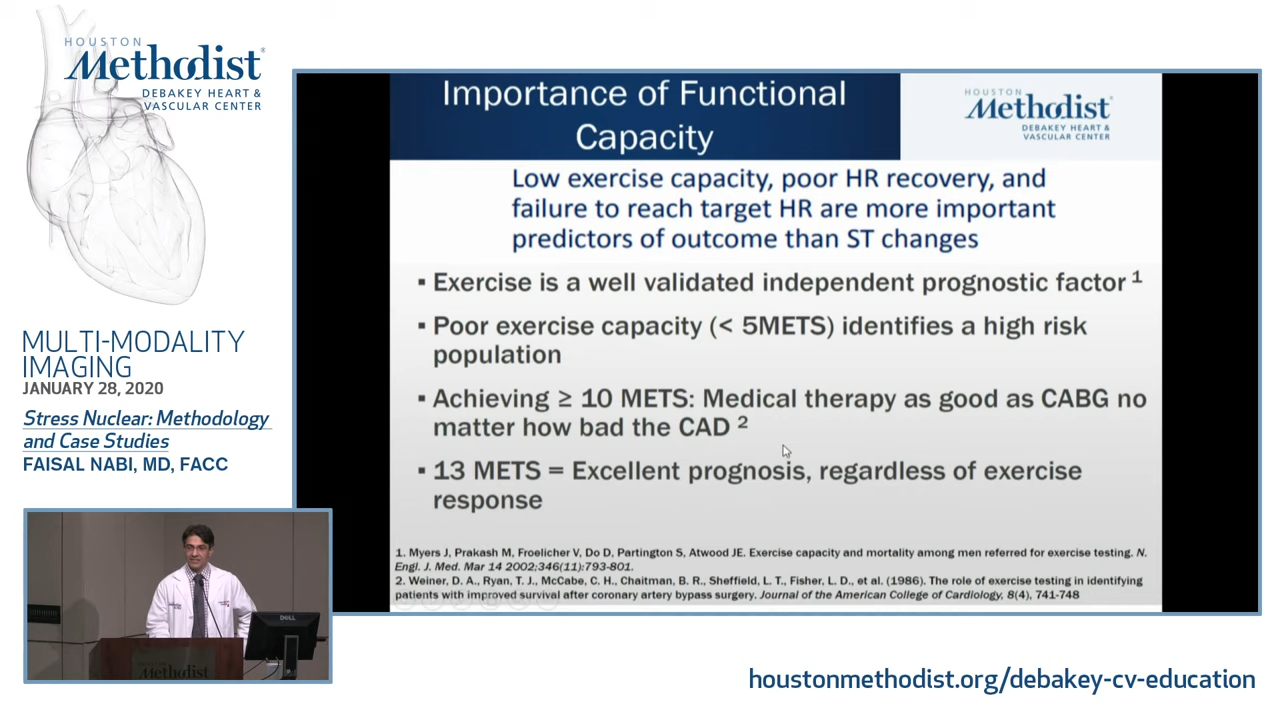 HOUSTON
Methodist®
DEBAKEY HEART &
VASCULAR CENTER
MULTI-MODALITY
IMAGING
JANUARY 28, 2020
Stress Nuclear: Methodology
and Case Studies
FAISAL NABI, MD, FACC
Importance of Functional
Capacity
HOUSTON
Methodist®
DEBAKEY HEART &
VASCULAR CENTER
Low exercise capacity, poor HR recovery, and
failure to reach target HR are more important
predictors of outcome than ST changes
▪ Exercise is a well validated independent prognostic factor 1
▪ Poor exercise capacity (< 5METS) identifies a high risk
population
▪ Achieving ≥ 10 METS: Medical therapy as good as CABG no
matter how bad the CAD 2
▪ 13 METS = Excellent prognosis, regardless of exercise
response
1. Myers J, Prakash M, Froelicher V, Do D, Partington S, Atwood JE. Exercise capacity and mortality among men referred for exercise testing. N.
Engl. J. Med. Mar 14 2002;346(11):793-801.
2. Weiner, D. A., Ryan, T. J., McCabe, C. H., Chaitman, B. R., Sheffield, L. T., Fisher, L. D., et al. (1986). The role of exercise testing in identifying
patients with improved survival after coronary artery bypass surgery. Journal of the American College of Cardiology, 8(4), 741-748
DELL
HOUSTON
Methodist
houstonmethodist.org/debakey-cv-education